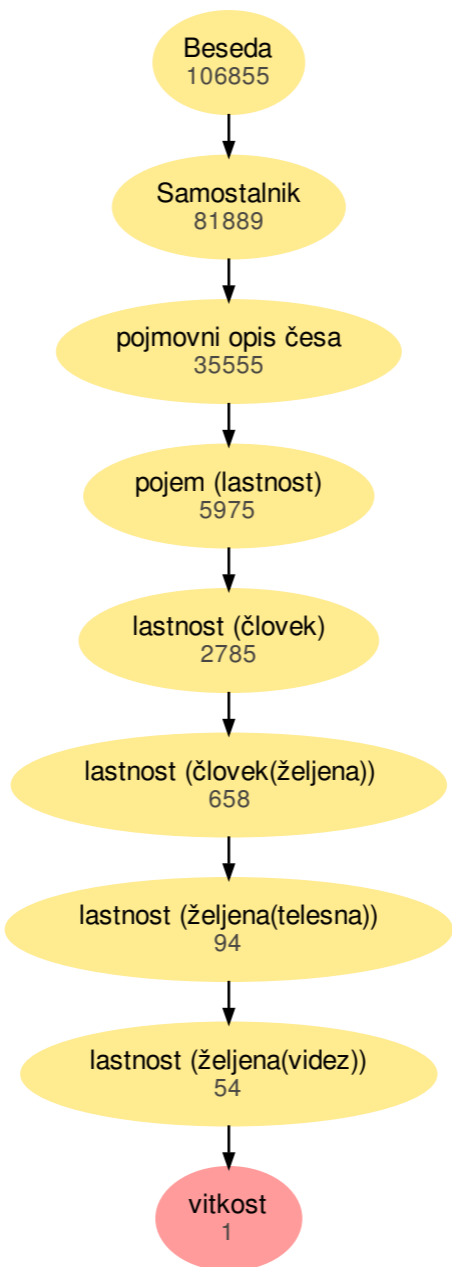 Beseda
106855
Samostalnik
81889
pojmovni opis česa
35555
pojem (lastnost)
5975
lastnost (človek)
2785
lastnost (človek(željena))
658
lastnost (željena(telesna))
94
lastnost (željena(videz))
54
vitkost
1